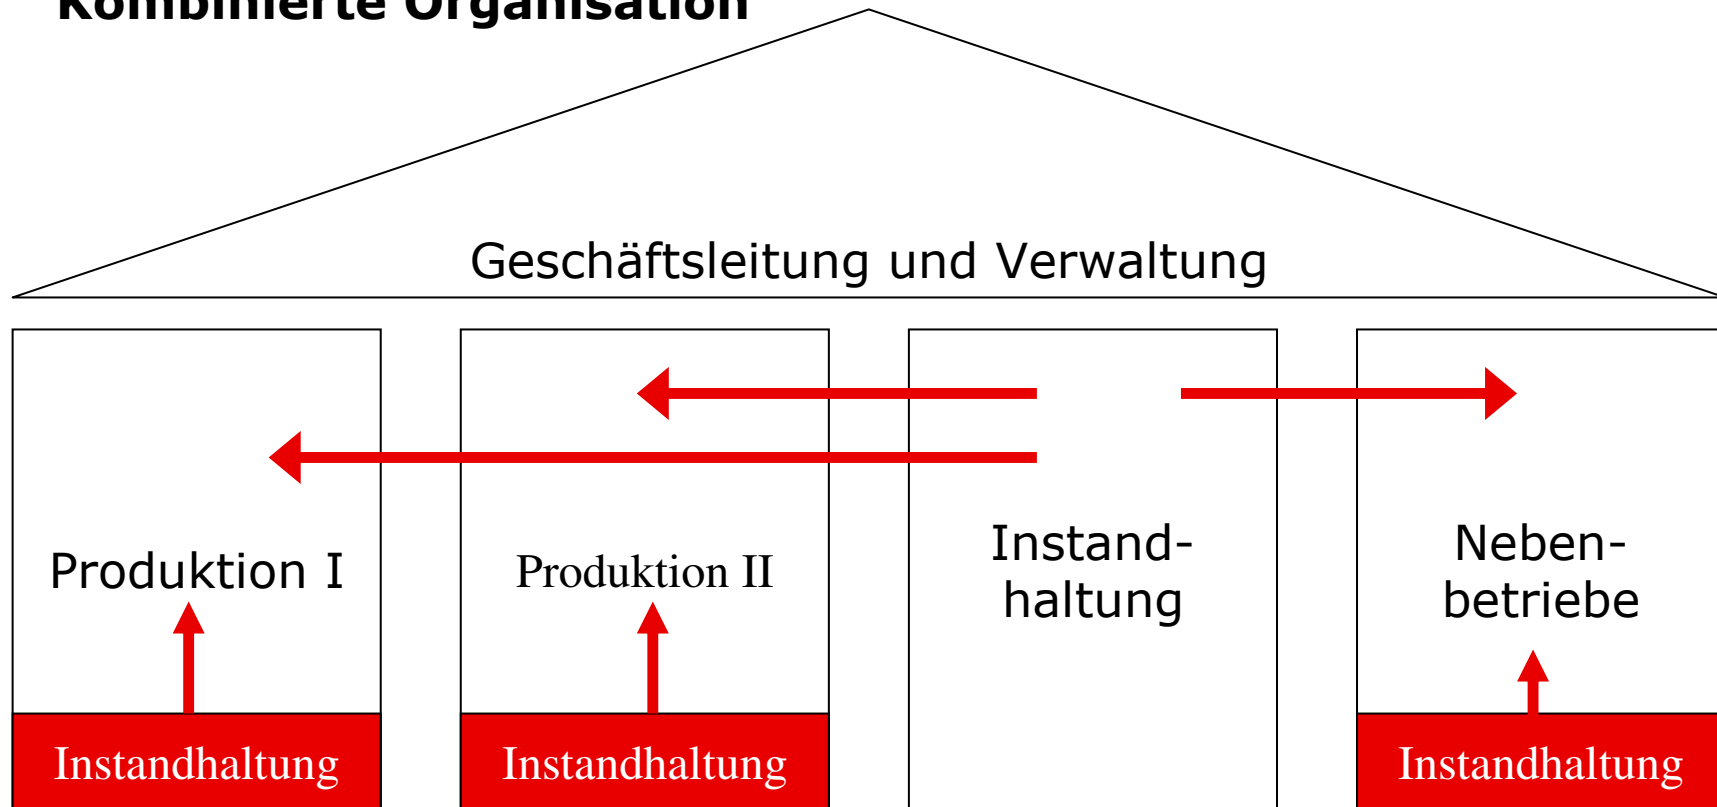 Kombinierte Organisation
Geschäftsleitung und Verwaltung
Produktion I
Produktion II
Instand-
haltung
Neben-
betriebe
Instandhaltung
Instandhaltung
Instandhaltung